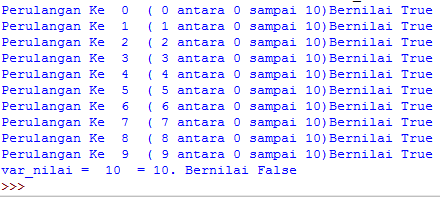 Perulangan Ke  0  ( 0 antara 0 sampai 10)Bernilai True
Perulangan Ke  1  ( 1 antara 0 sampai 10)Bernilai True
Perulangan Ke  2  ( 2 antara 0 sampai 10)Bernilai True
Perulangan Ke  3  ( 3 antara 0 sampai 10)Bernilai True
Perulangan Ke  4  ( 4 antara 0 sampai 10)Bernilai True
Perulangan Ke  5  ( 5 antara 0 sampai 10)Bernilai True
Perulangan Ke  6  ( 6 antara 0 sampai 10)Bernilai True
Perulangan Ke  7  ( 7 antara 0 sampai 10)Bernilai True
Perulangan Ke  8  ( 8 antara 0 sampai 10)Bernilai True
Perulangan Ke  9  ( 9 antara 0 sampai 10)Bernilai True
var_nilai =  10  = 10. Bernilai False
>>>